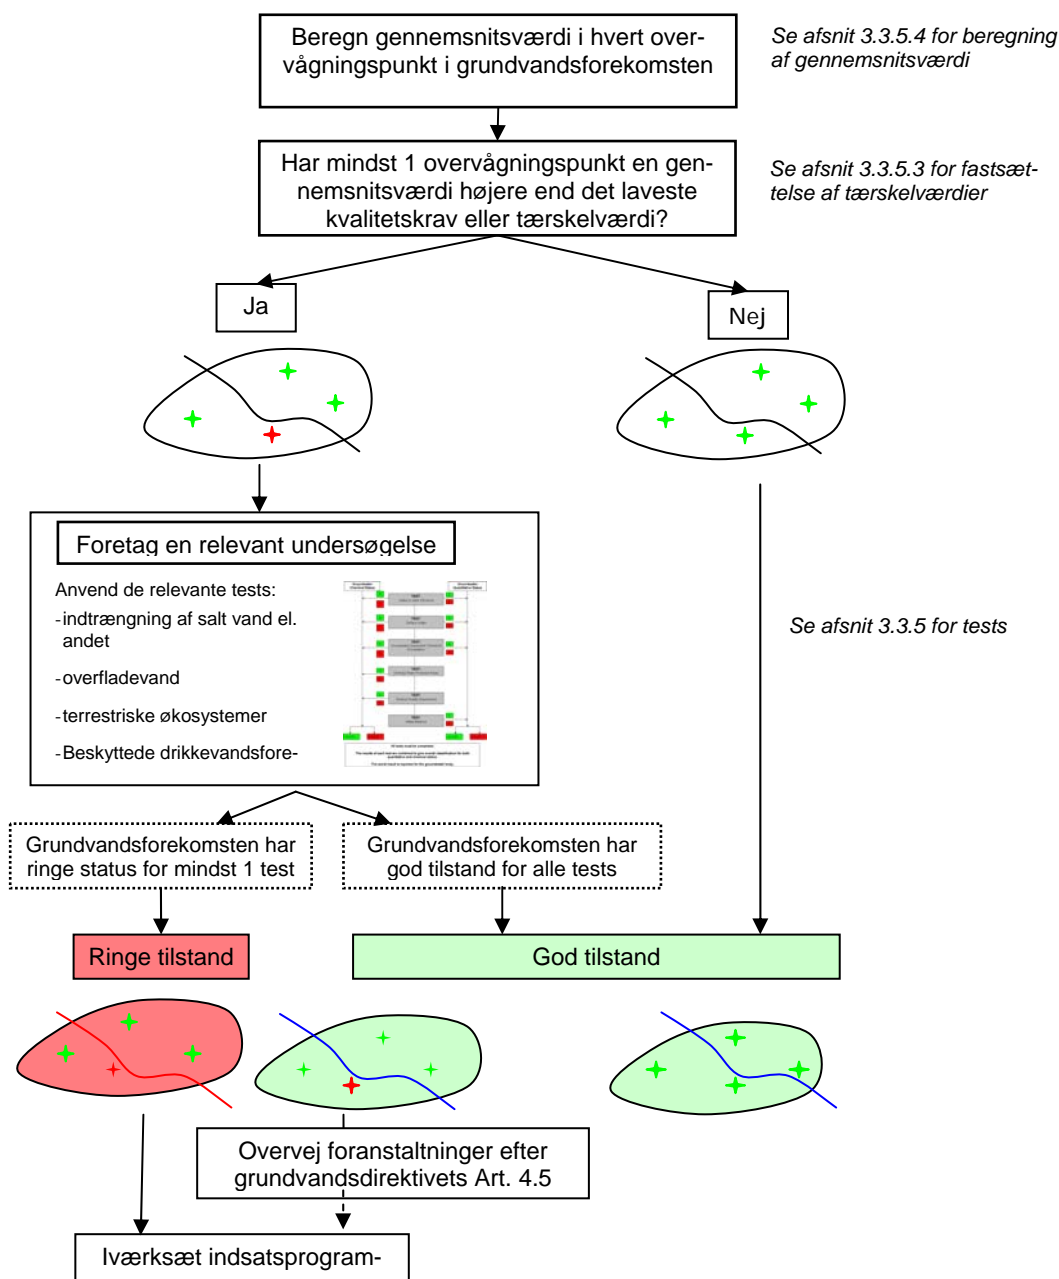 Beregn gennemsnitsværdi i hvert over-
vågningspunkt i grundvandsforekomsten
Se afsnit 3.3.5.4 for beregning
af gennemsnitsværdi
Har mindst 1 overvågningspunkt en gen-
nemsnitsværdi højere end det laveste
kvalitetskrav eller tærskelværdi?
Se afsnit 3.3.5.3 for fastsæt-
telse af tærskelværdier
Ja
Nej
Foretag en relevant undersøgelse
Anvend de relevante tests:
-indtrængning af salt vand el.
andet
-overfladevand
-terrestriske økosystemer
-Beskyttede drikkevandsfore-
Se afsnit 3.3.5 for tests
Grundvandsforekomsten har
ringe status for mindst 1 test
Grundvandsforekomsten har
god tilstand for alle tests
Ringe tilstand
God tilstand
Overvej foranstaltninger efter
grundvandsdirektivets Art. 4.5
Iværksæt indsatsprogram-